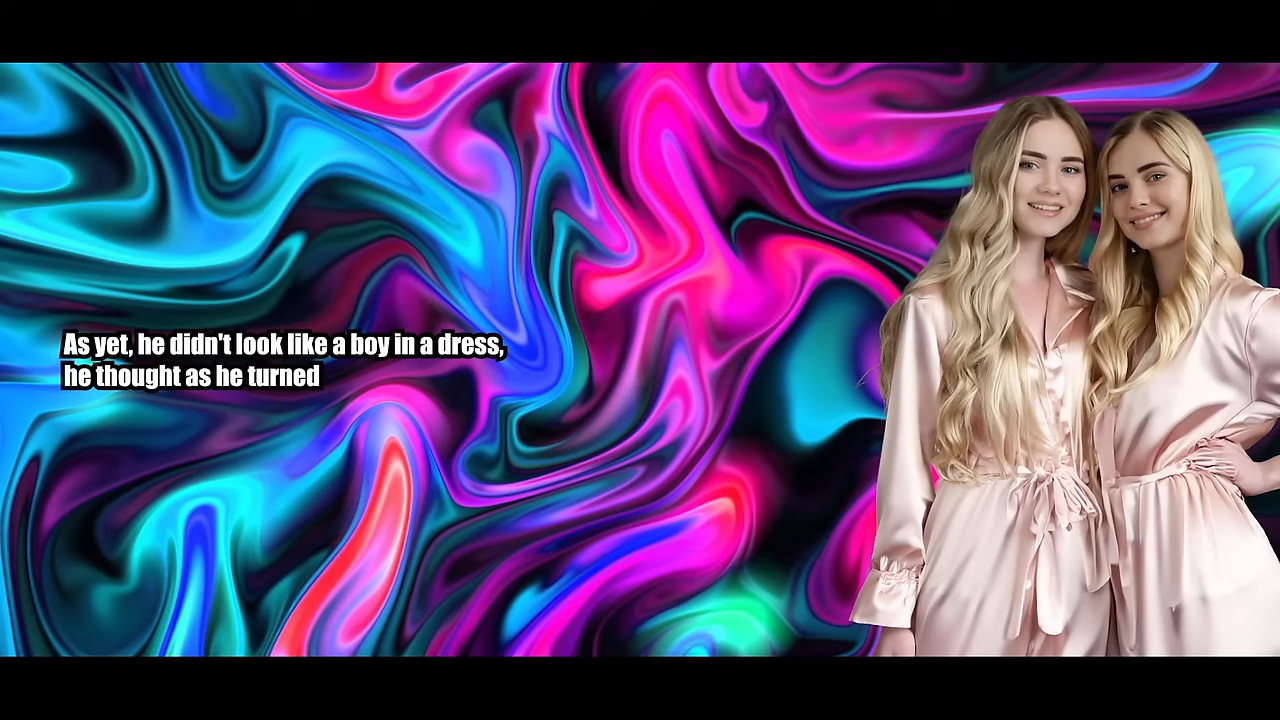 As yet, he didn't look like a boy in a dress,
he thought as he turned